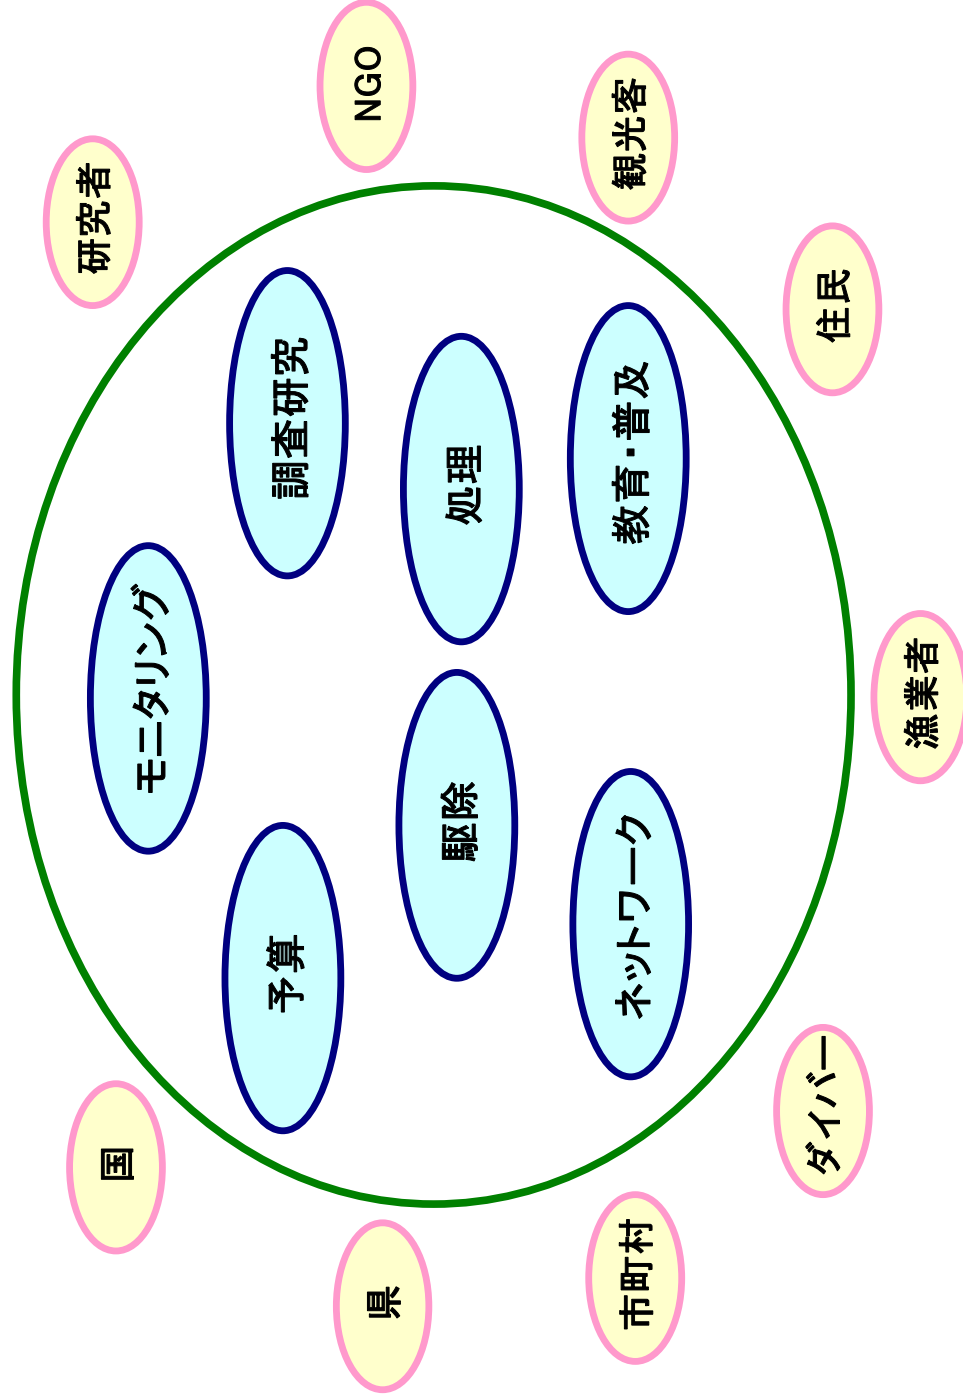 モニタリング
国
研究者
予算
調査研究
県
NGO
駆除
処理
ネットワーク
教育・普及
市町村
観光客
ダイバー
住民
漁業者